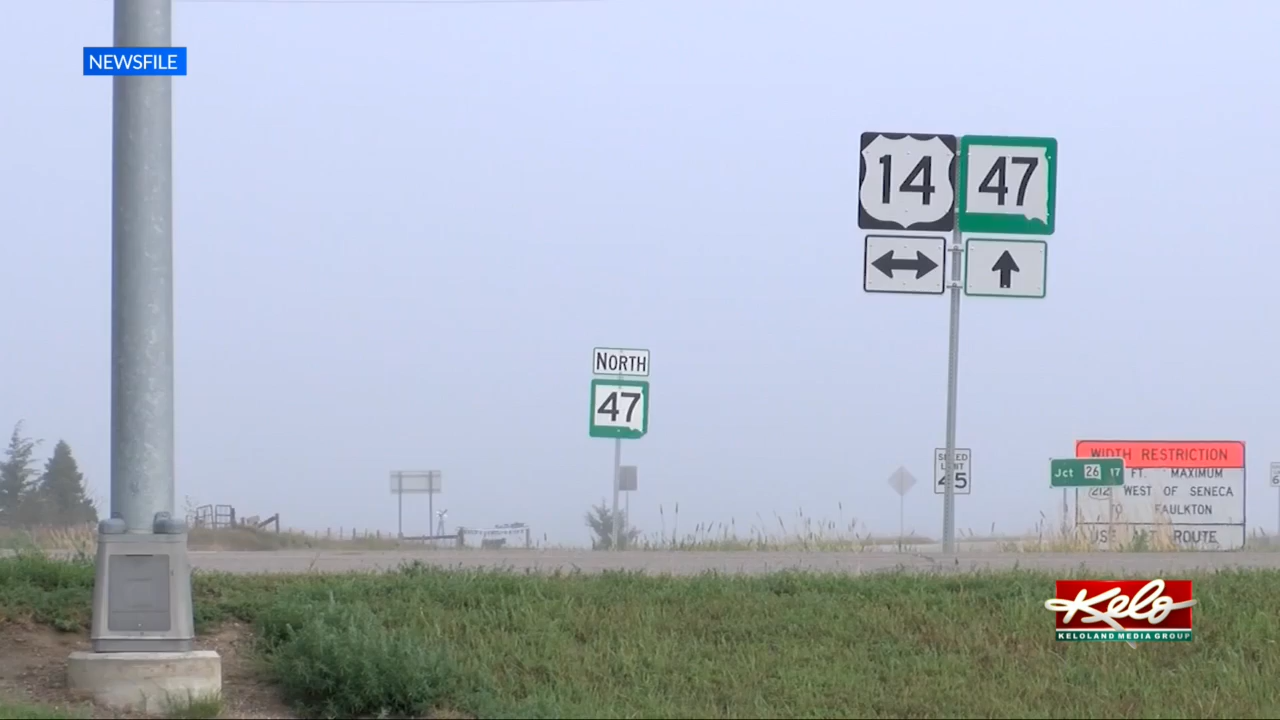 NEWSFILE
14
47
NORTH
47
SPEED
45
WIDTH RESTRICTION
Jct 26 17
FT. MAXIMUM
212 WEST OF SENECA
TO FAULKTON
ROUTE
Kelo
KELOLAND MEDIA GROUP